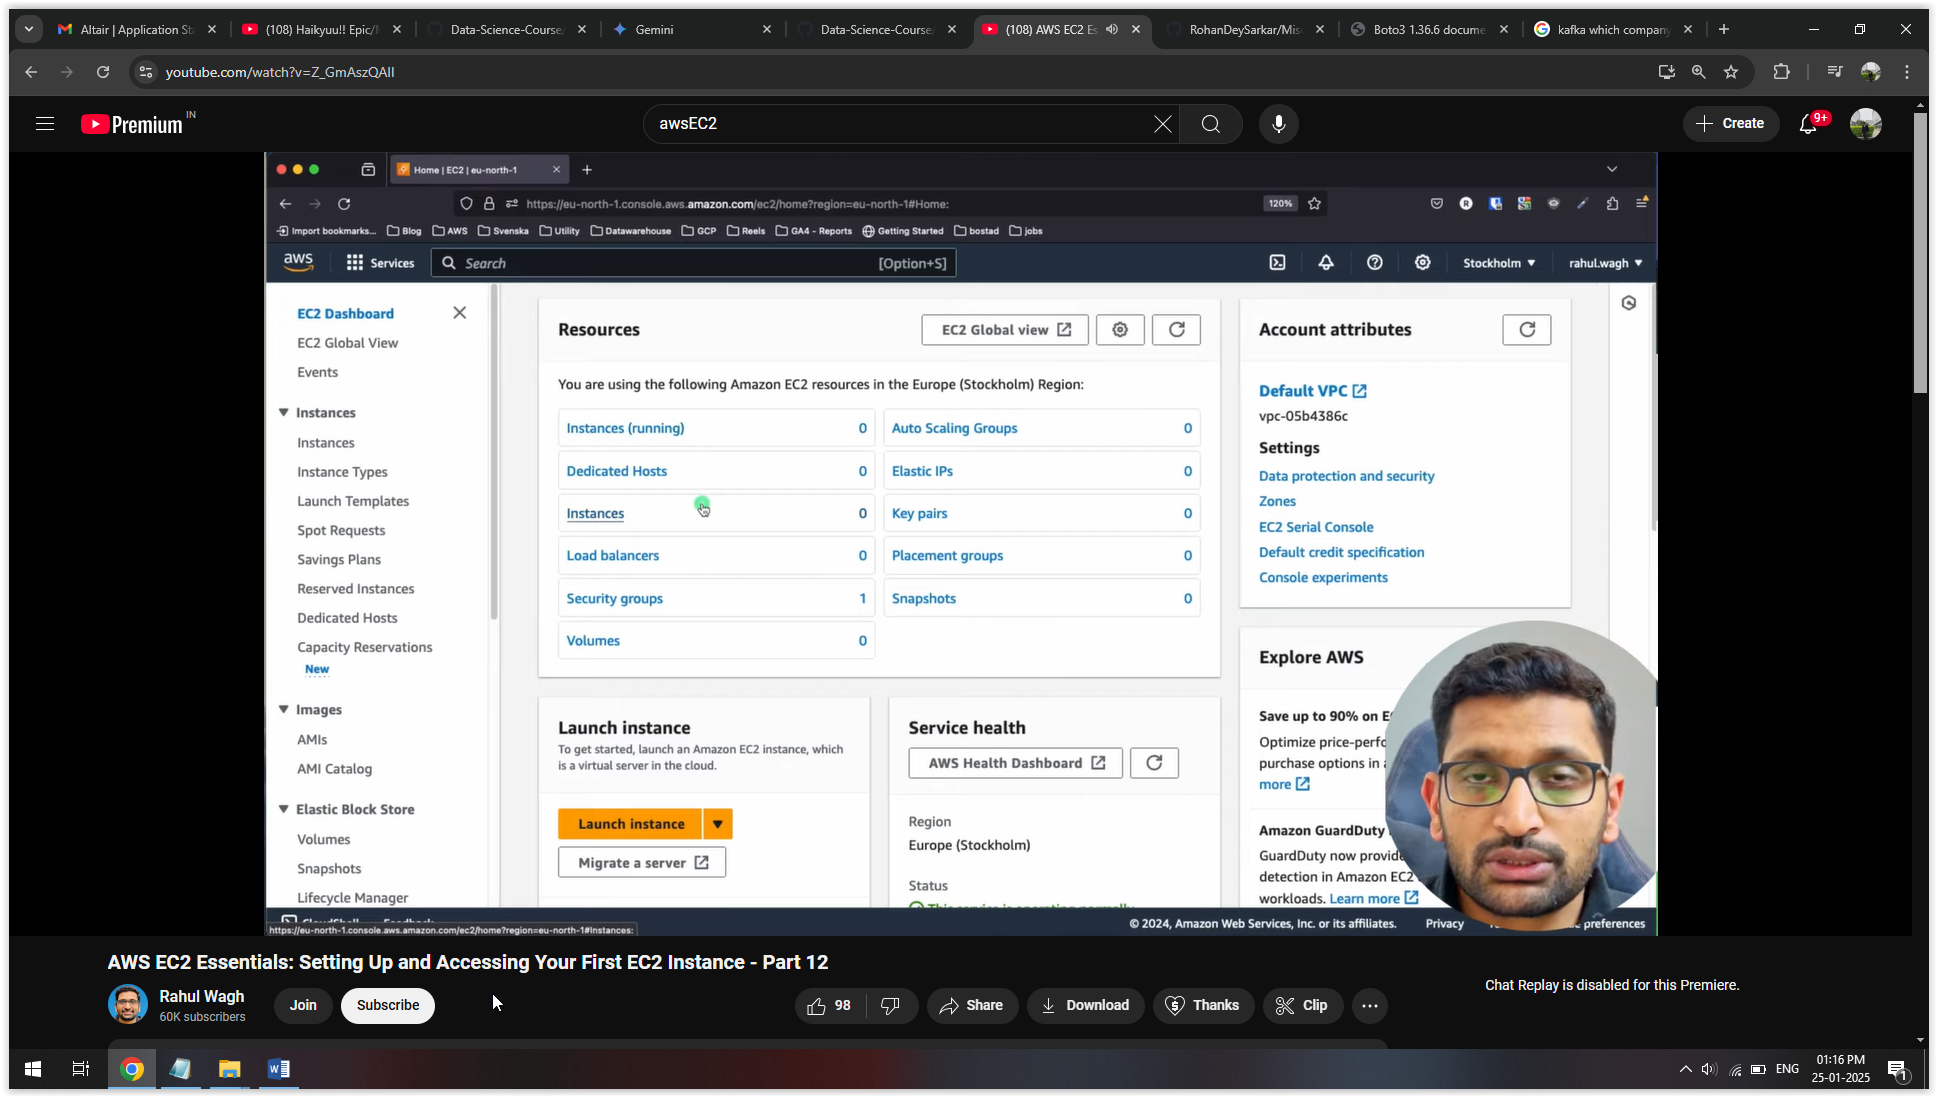 Altair | Application Sta
(108) Haikyuu!! Epic/
Data-Science-Course/
Gemini
Data-Science-Course/
(108) AWS EC2 Es
RohanDeySarkar/Mis
Boto3 1.36.6 docume
kafka which company
youtube.com/watch?v=Z_GmAszQAlI
Premium IN
awsEC2
Create
9+
Home | EC2 | eu-north-1
https://eu-north-1.console.aws.amazon.com/ec2/home?region=eu-north-1#Home:
120%
Import bookmarks... Blog AWS Svenska Utility Datawarehouse GCP Reels GA4 - Reports Getting Started bostad jobs
aws Services Search [Option+S] Stockholm rahul.wagh
EC2 Dashboard
EC2 Global View
Events
Instances
Instances
Instance Types
Launch Templates
Spot Requests
Savings Plans
Reserved Instances
Dedicated Hosts
Capacity Reservations
New
Images
AMIs
AMI Catalog
Elastic Block Store
Volumes
Snapshots
Lifecycle Manager
Resources
EC2 Global view
You are using the following Amazon EC2 resources in the Europe (Stockholm) Region:
Instances (running) 0 Auto Scaling Groups 0
Dedicated Hosts 0 Elastic IPs 0
Instances 0 Key pairs 0
Load balancers 0 Placement groups 0
Security groups 1 Snapshots 0
Volumes 0
Account attributes
Default VPC
vpc-05b4386c
Settings
Data protection and security
Zones
EC2 Serial Console
Default credit specification
Console experiments
Launch instance
To get started, launch an Amazon EC2 instance, which
is a virtual server in the cloud.
Launch instance
Migrate a server
Service health
AWS Health Dashboard
Region
Europe (Stockholm)
Status
This service is operating normally
Explore AWS
Save up to 90% on E
Optimize price-perfo
purchase options in a
more
Amazon GuardDuty
GuardDuty now provid
detection in Amazon EC2
workloads. Learn more
CloudShell Feedback
© 2024, Amazon Web Services, Inc. or its affiliates. Privacy preferences
https://eu-north-1.console.aws.amazon.com/ec2/home?region=eu-north-1#Instances:
AWS EC2 Essentials: Setting Up and Accessing Your First EC2 Instance - Part 12
Rahul Wagh
60K subscribers
Join
Subscribe
98
Share
Download
Thanks
Clip
Chat Replay is disabled for this Premiere.
W
ENG
01:16 PM
25-01-2025
1